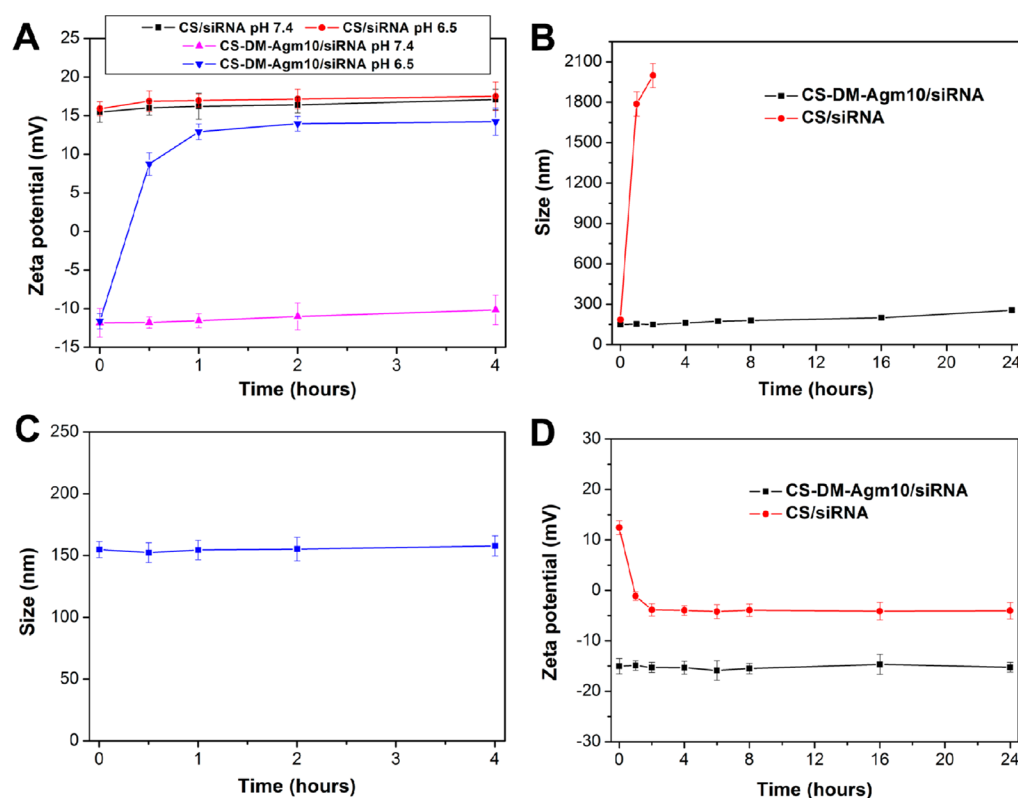 A
CS/siRNA pH 7.4 CS/siRNA pH 6.5
CS-DM-Agm10/siRNA pH 7.4
CS-DM-Agm10/siRNA pH 6.5
25
20
15
10
5
0
-5
-10
-15
Zeta potential (mV)
0 1 2 3 4
Time (hours)
B
CS-DM-Agm10/siRNA
CS/siRNA
2100
1800
1500
1200
900
600
300
0
Size (nm)
0 4 8 12 16 20 24
Time (hours)
C
250
200
150
100
50
0
Size (nm)
0 1 2 3 4
Time (hours)
D
CS-DM-Agm10/siRNA
CS/siRNA
30
20
10
0
-10
-20
-30
Zeta potential (mV)
0 4 8 12 16 20 24
Time (hours)